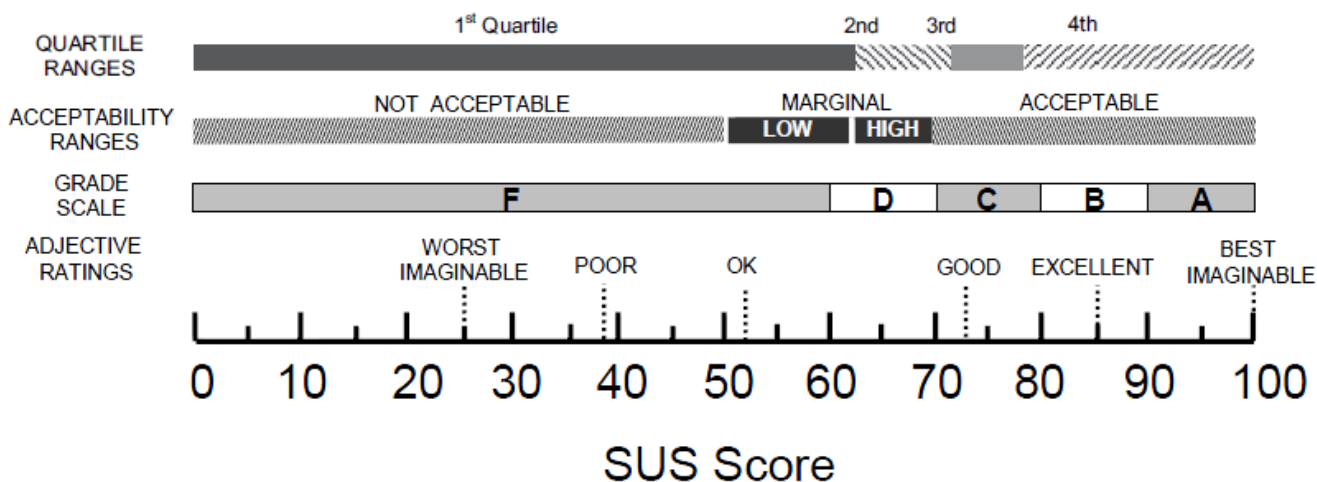 1st Quartile 2nd 3rd 4th
QUARTILE
RANGES
NOT ACCEPTABLE MARGINAL ACCEPTABLE
ACCEPTABILITY
RANGES
LOW HIGH
GRADE
SCALE
F D C B A
ADJECTIVE
RATINGS
WORST
IMAGINABLE
POOR
OK
GOOD
EXCELLENT
BEST
IMAGINABLE
0 10 20 30 40 50 60 70 80 90 100
SUS Score